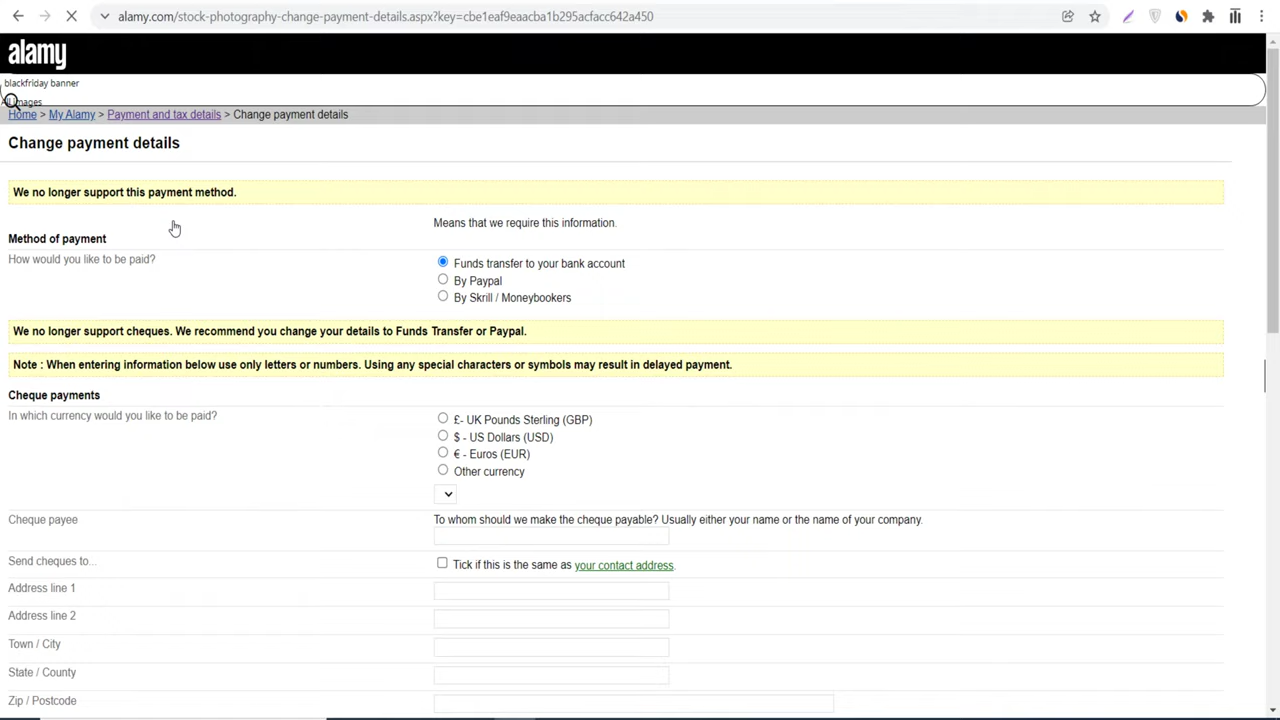 alamy.com/stock-photography-change-payment-details.aspx?key=cbe1eaf9eaacba1b295acfacc642a450
alamy
blackfriday banner
All Images
Home > My Alamy > Payment and tax details > Change payment details
Change payment details
We no longer support this payment method.
Means that we require this information.
Method of payment
How would you like to be paid?
Funds transfer to your bank account
By Paypal
By Skrill / Moneybookers
We no longer support cheques. We recommend you change your details to Funds Transfer or Paypal.
Note : When entering information below use only letters or numbers. Using any special characters or symbols may result in delayed payment.
Cheque payments
In which currency would you like to be paid?
£- UK Pounds Sterling (GBP)
$ - US Dollars (USD)
€ - Euros (EUR)
Other currency
Cheque payee
To whom should we make the cheque payable? Usually either your name or the name of your company.
Send cheques to...
Tick if this is the same as your contact address.
Address line 1
Address line 2
Town / City
State / County
Zip / Postcode